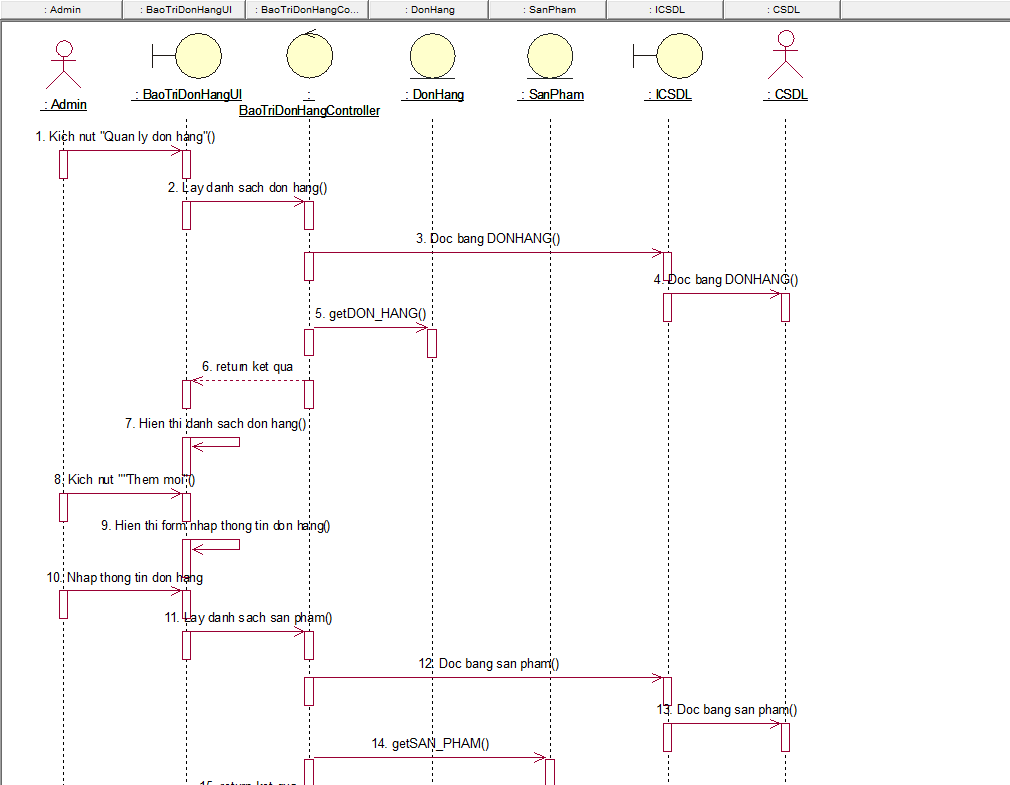 : Admin
: BaoTriDonHangUI
: BaoTriDonHangCo...
: DonHang
: SanPham
: ICSDL
: CSDL
: Admin
: BaoTriDonHangUI
:
BaoTriDonHangController
: DonHang
: SanPham
: ICSDL
: CSDL
1. Kich nut "Quan ly don hang"()
2. Lay danh sach don hang()
3. Doc bang DONHANG()
4. Doc bang DONHANG()
5. getDON_HANG()
6. return ket qua
7. Hien thi danh sach don hang()
8. Kich nut ""Them moi"()
9. Hien thi form nhap thong tin don hang()
10. Nhap thong tin don hang
11. Lay danh sach san pham()
12. Doc bang san pham()
13. Doc bang san pham()
14. getSAN_PHAM()
15. return ket qua